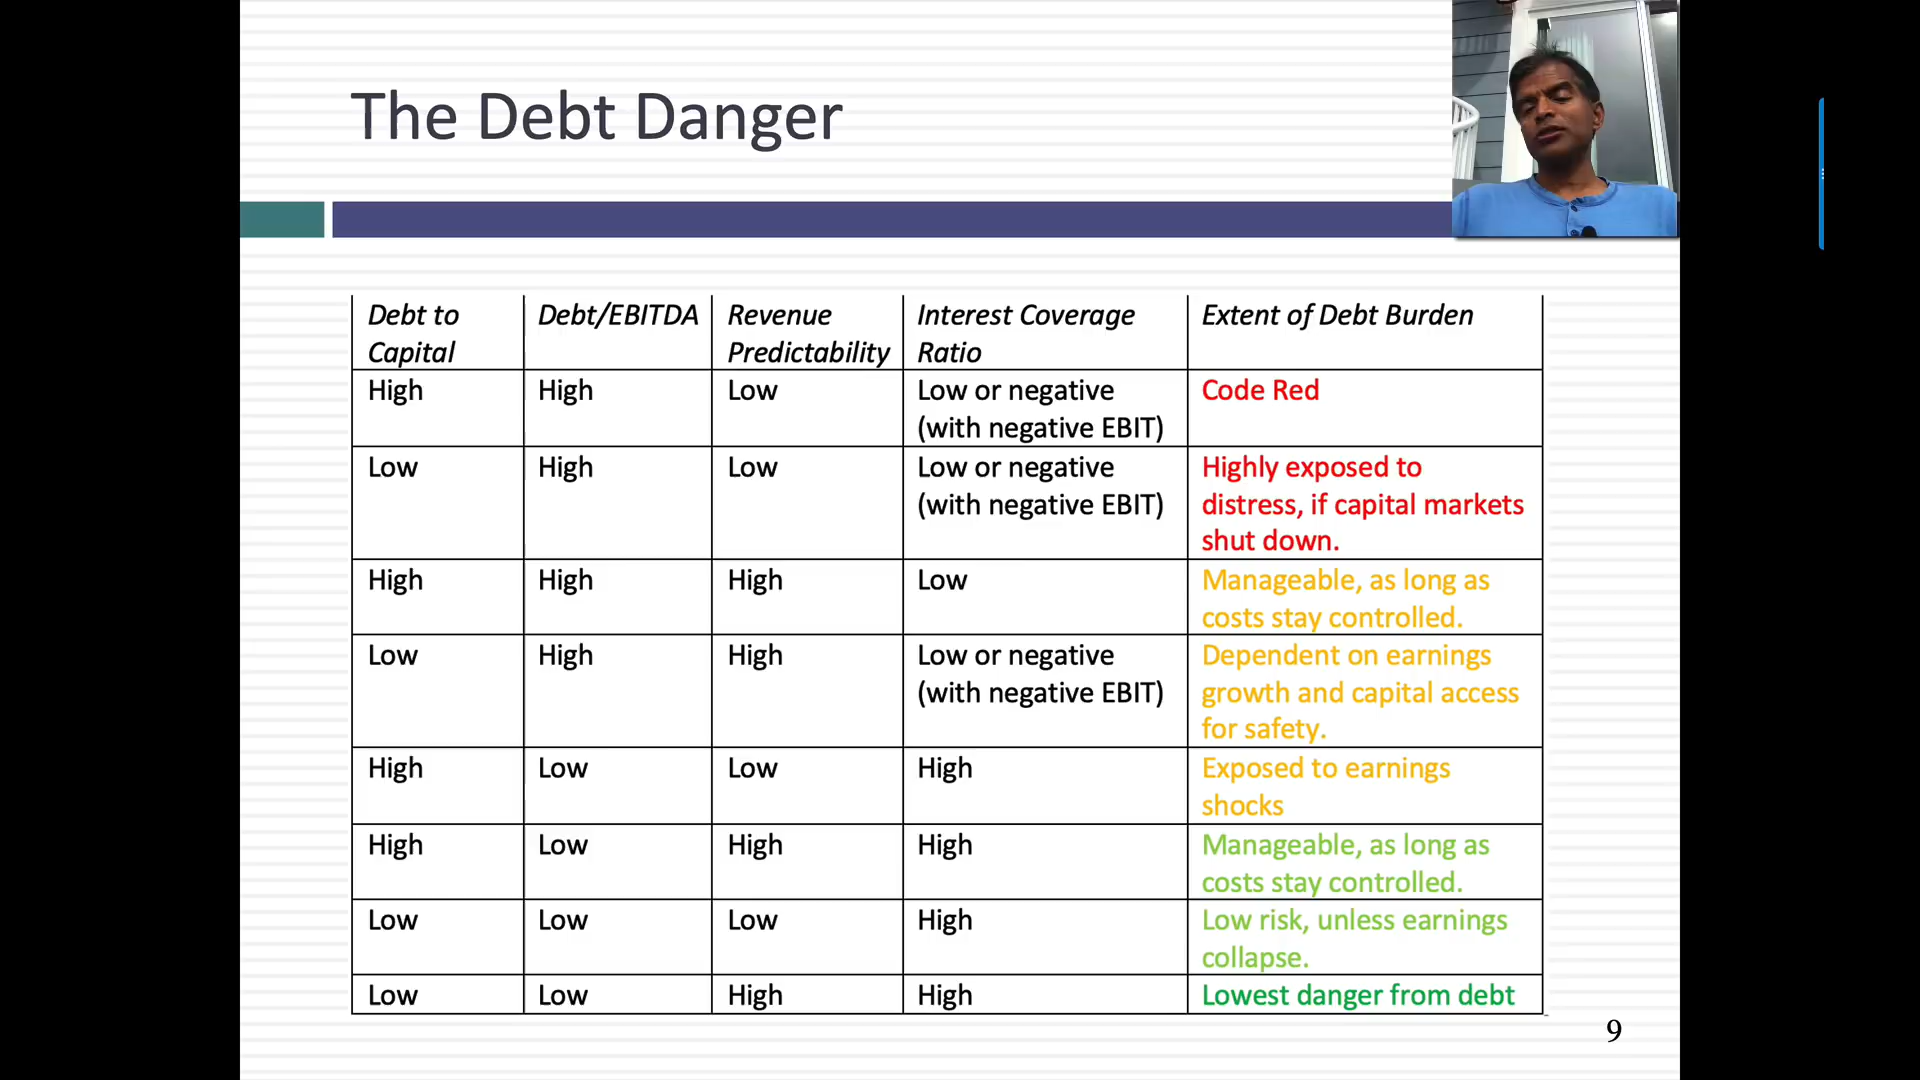 The Debt Danger
Debt to
Capital
Debt/EBITDA
Revenue
Predictability
Interest Coverage
Ratio
Extent of Debt Burden
High
High
Low
Low or negative
(with negative EBIT)
Code Red
Low
High
Low
Low or negative
(with negative EBIT)
Highly exposed to
distress, if capital markets
shut down.
High
High
High
Low
Manageable, as long as
costs stay controlled.
Low
High
High
Low or negative
(with negative EBIT)
Dependent on earnings
growth and capital access
for safety.
High
Low
Low
High
Exposed to earnings
shocks
High
Low
High
High
Manageable, as long as
costs stay controlled.
Low
Low
Low
High
Low risk, unless earnings
collapse.
Low
Low
High
High
Lowest danger from debt
9